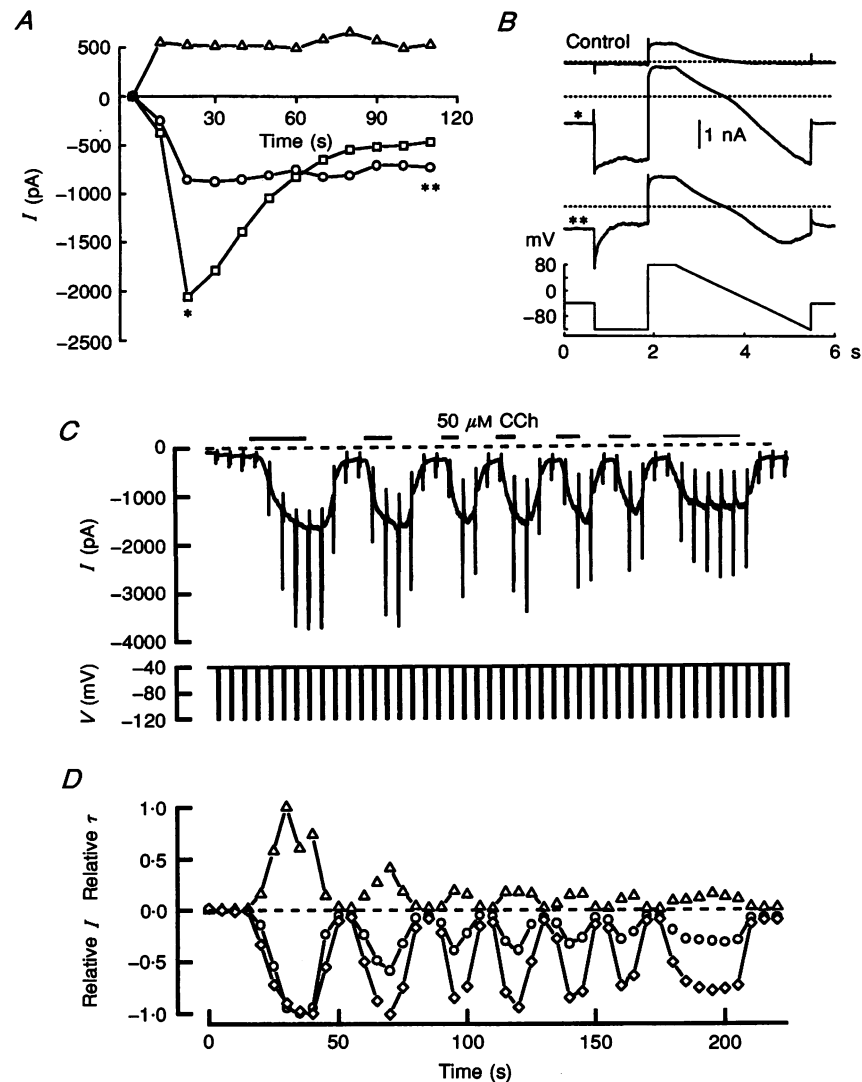 A
500
0
-500
-1000
-1500
-2000
-2500
I (pA)
30
60
90
120
Time (s)
*
**
B
Control
*
1 nA
**
mV
80
0
-80
0
2
4
6
s
C
50 μM CCh
0
-1000
-2000
-3000
-4000
I (pA)
-40
-80
-120
V (mV)
D
1·0
0·5
0·0
-0·5
-1·0
Relative I Relative τ
0
50
100
150
200
Time (s)